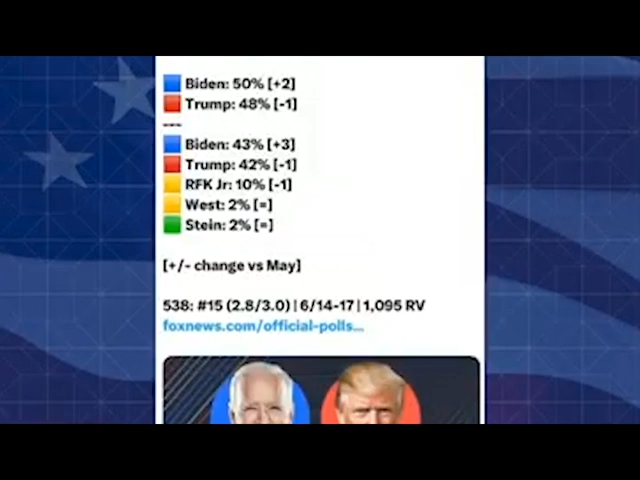 Biden: 50% [+2]
Trump: 48% [-1]
---
Biden: 43% [+3]
Trump: 42% [-1]
RFK Jr: 10% [-1]
West: 2% [=]
Stein: 2% [=]
[+/- change vs May]
538: #15 (2.8/3.0) | 6/14-17 | 1,095 RV
foxnews.com/official-polls...